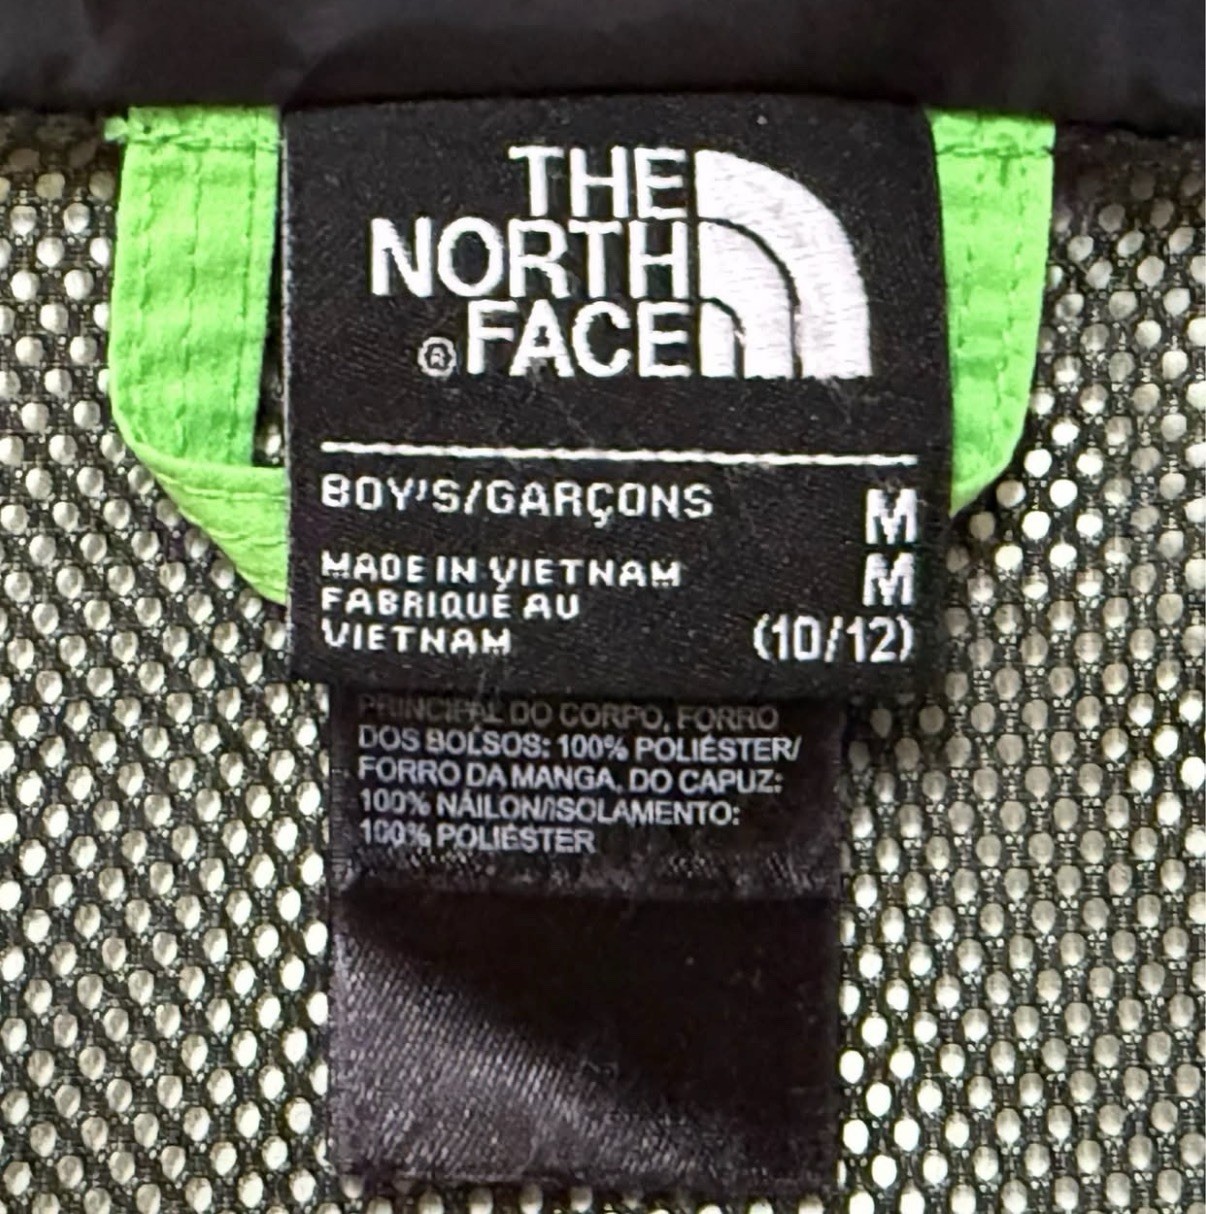 THE
NORTH
FACE
®
BOY'S/GARÇONS M
MADE IN VIETNAM M
FABRIQUÉ AU
VIETNAM (10/12)
PRINCIPAL DO CORPO, FORRO
DOS BOLSOS: 100% POLIÉSTER/
FORRO DA MANGA, DO CAPUZ:
100% NÁILON/ISOLAMENTO:
100% POLIÉSTER